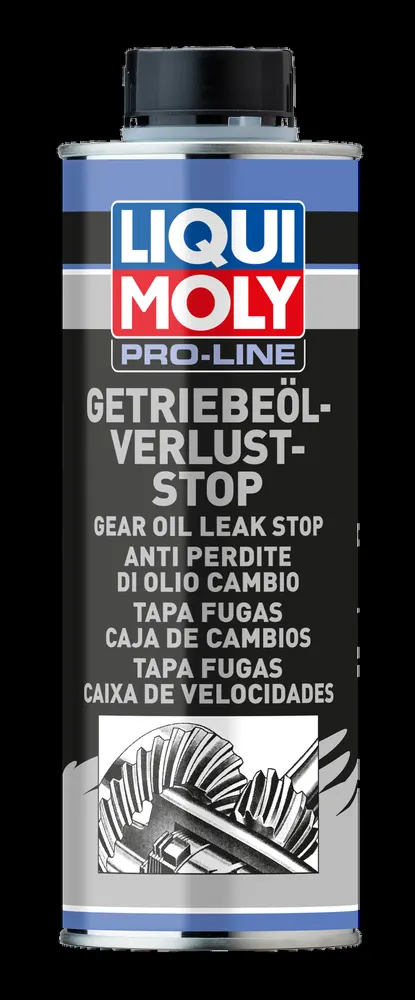 LIQUI
MOLY
PRO-LINE
GETRIEBEÖL-
VERLUST-
STOP
GEAR OIL LEAK STOP
ANTI PERDITE
DI OLIO CAMBIO
TAPA FUGAS
CAJA DE CAMBIOS
TAPA FUGAS
CAIXA DE VELOCIDADES